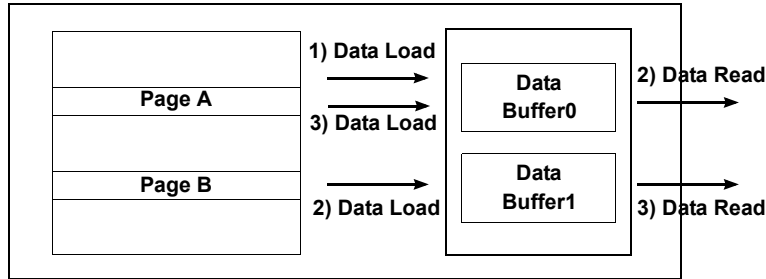 1) Data Load
Page A
3) Data Load
Data
Buffer0
2) Data Read
Page B
2) Data Load
Data
Buffer1
3) Data Read